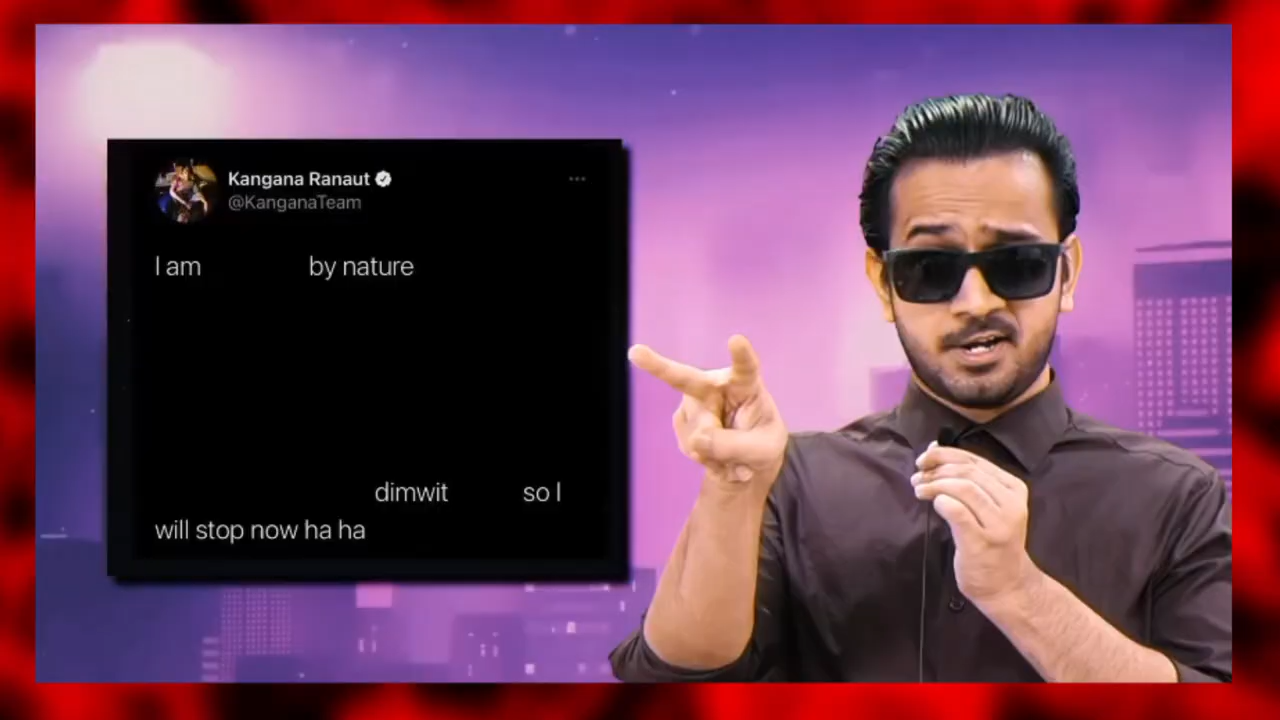 Kangana Ranaut
@KanganaTeam
I am by nature
dimwit so I
will stop now ha ha